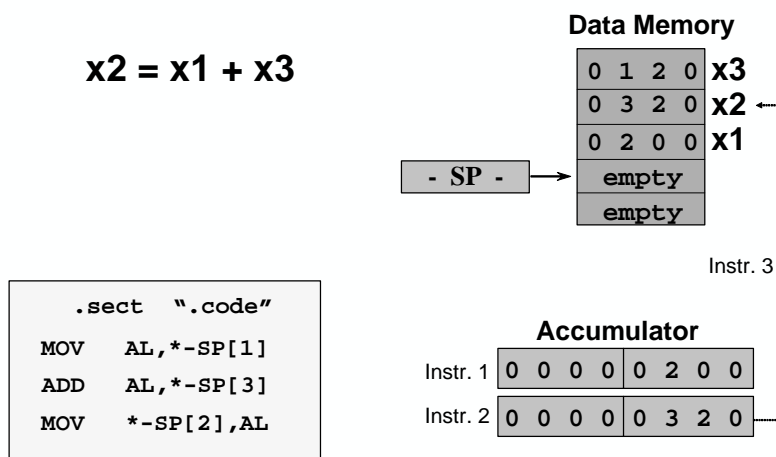 Data Memory
x2 = x1 + x3
0 1 2 0 x3
0 3 2 0 x2
0 2 0 0 x1
- SP - empty
empty
Instr. 3
.sect “.code”
MOV AL,*-SP[1]
ADD AL,*-SP[3]
MOV *-SP[2],AL
Accumulator
Instr. 1 0 0 0 0 0 2 0 0
Instr. 2 0 0 0 0 0 3 2 0